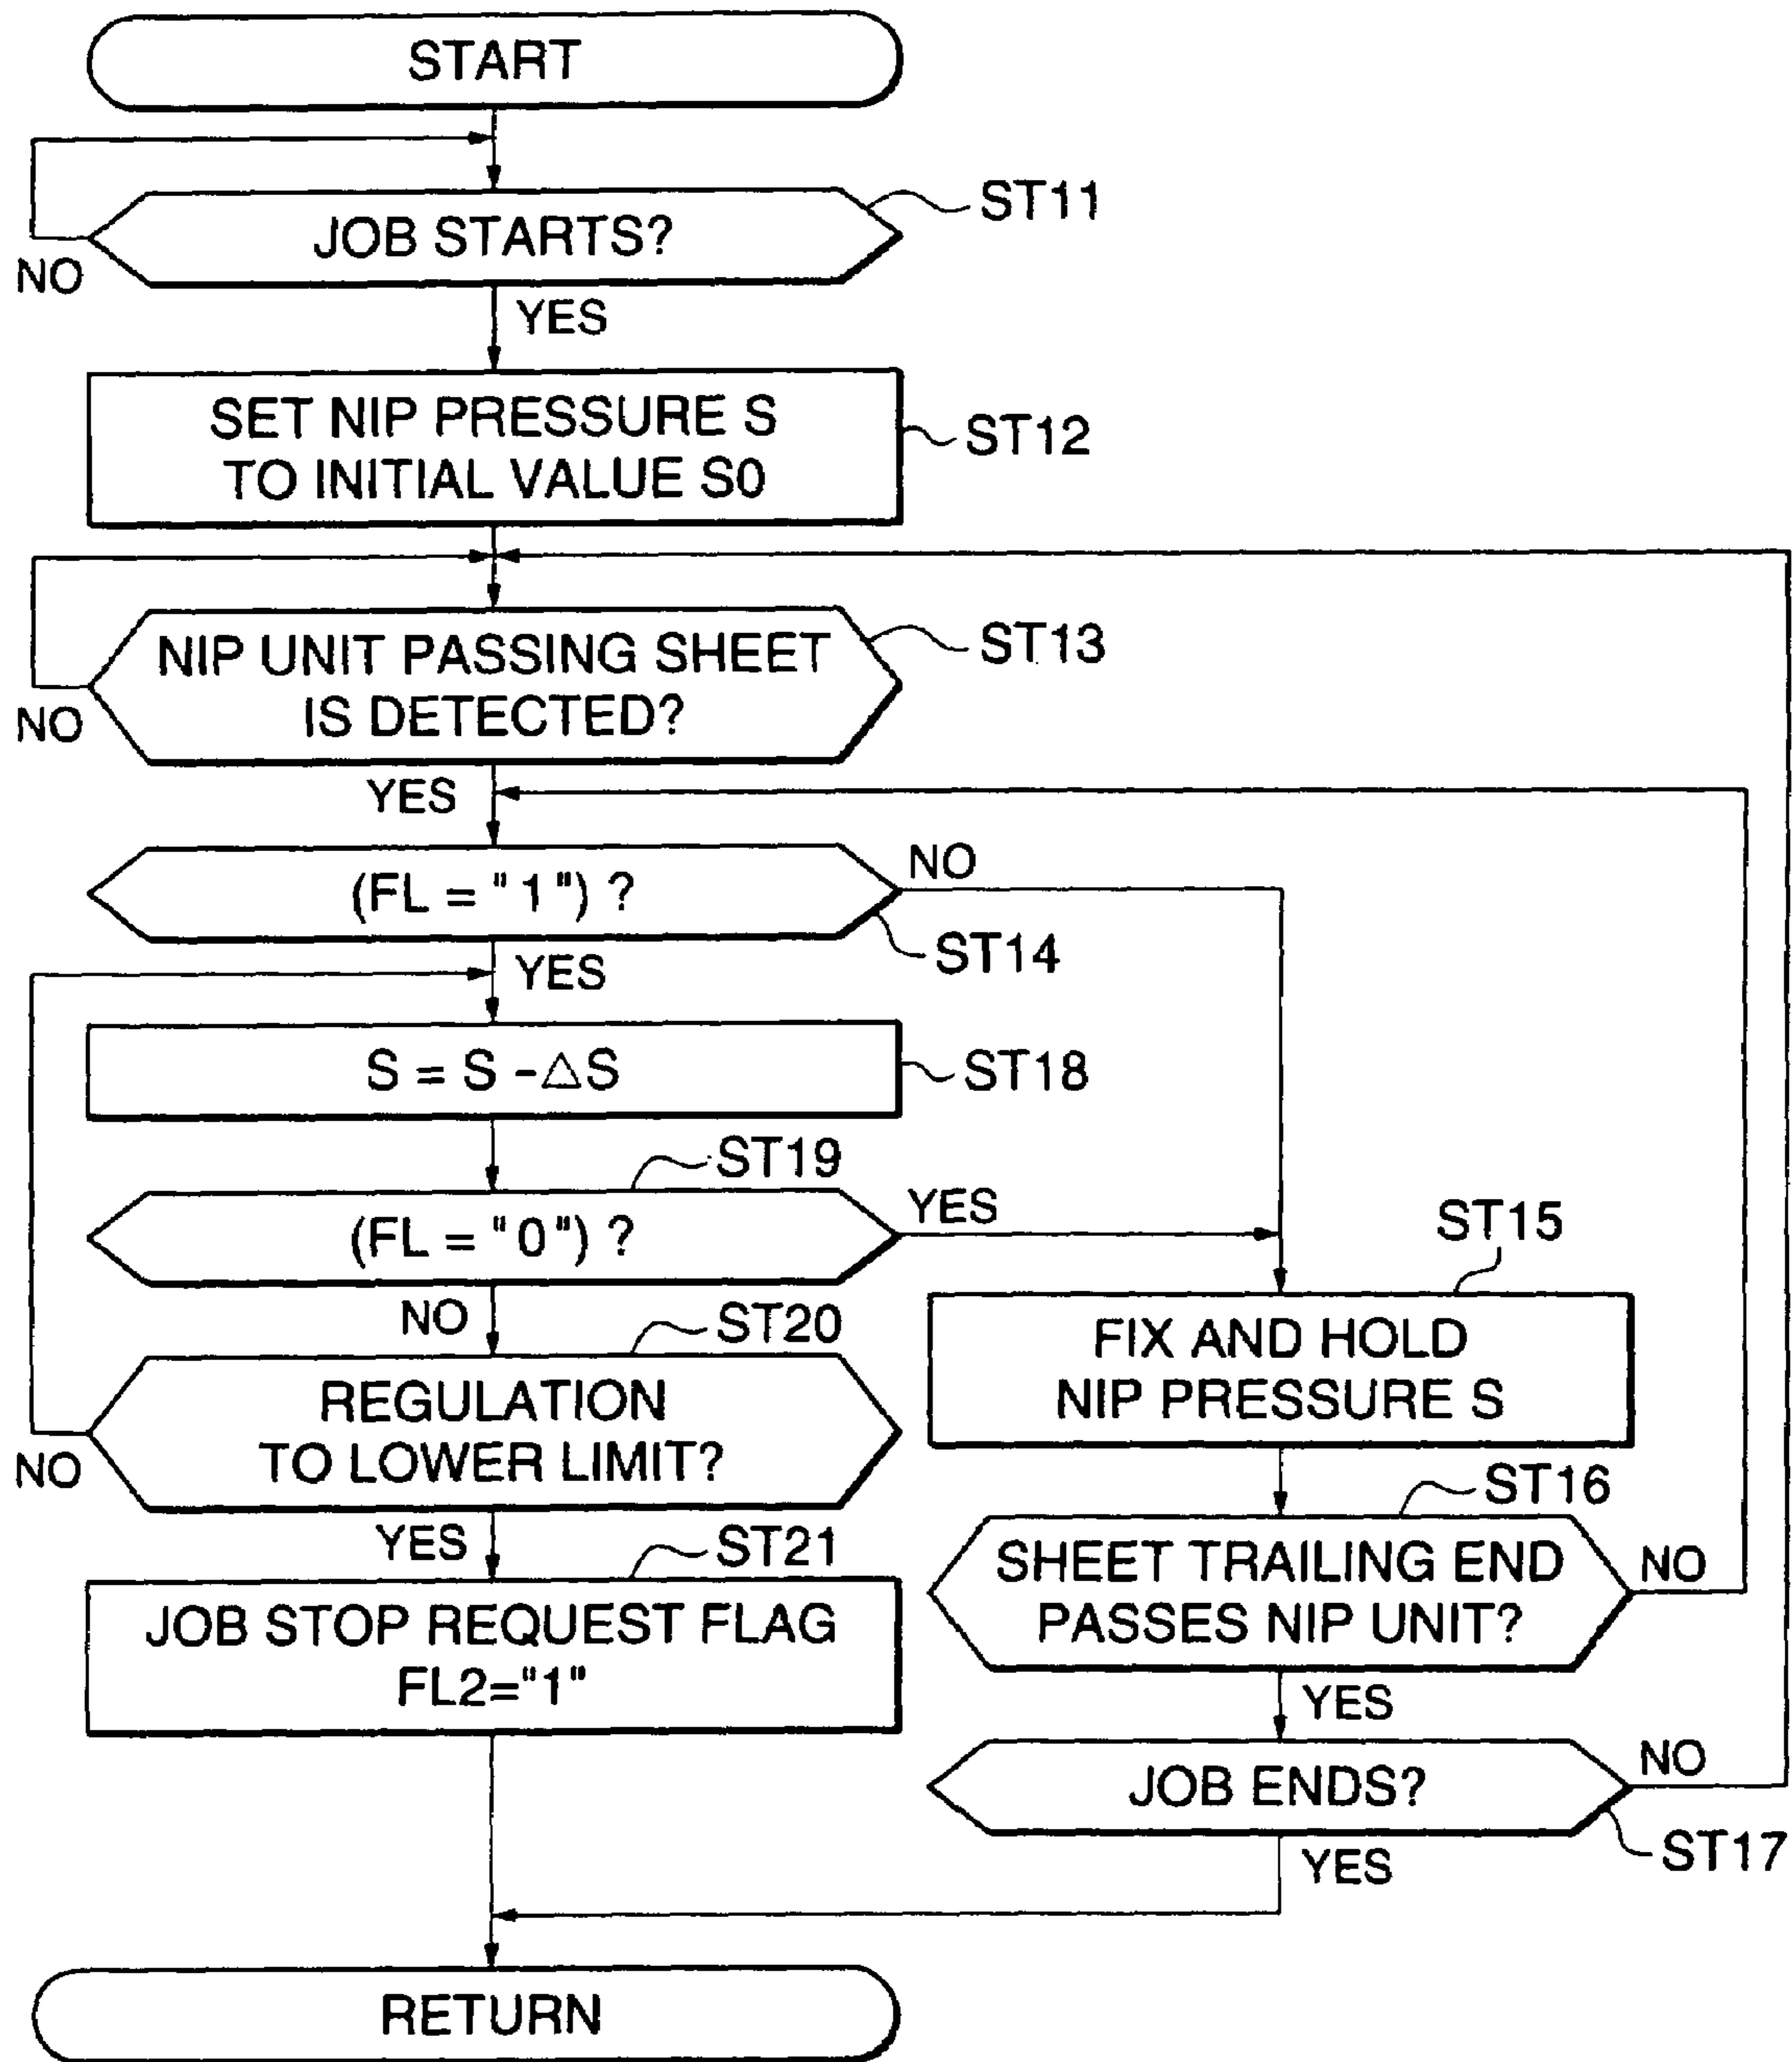 START
JOB STARTS?
ST11
NO
YES
SET NIP PRESSURE S
TO INITIAL VALUE S0
ST12
NIP UNIT PASSING SHEET
IS DETECTED?
ST13
NO
YES
(FL = "1") ?
NO
ST14
YES
S = S - △S
ST18
ST19
(FL = "0") ?
YES
NO
ST15
FIX AND HOLD
NIP PRESSURE S
ST20
REGULATION
TO LOWER LIMIT?
NO
YES
ST16
SHEET TRAILING END
PASSES NIP UNIT?
NO
YES
ST21
JOB STOP REQUEST FLAG
FL2="1"
JOB ENDS?
NO
ST17
YES
RETURN